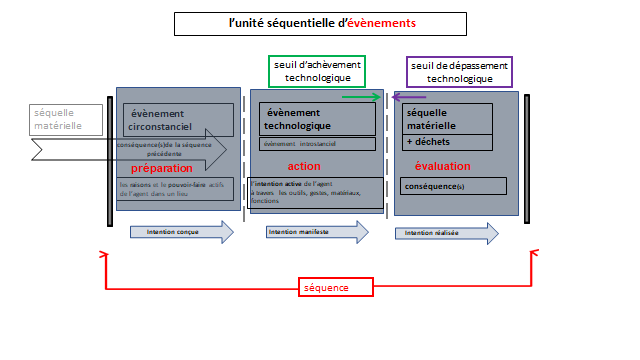 l'unité séquentielle d'évènements
seuil d'achèvement
technologique
seuil de dépassement
technologique
séquelle
matérielle
évènement
circonstanciel
conséquence(s)de la séquence
précédente
préparation
les raisons et le pouvoir-faire actifs
de l'agent dans un lieu
évènement
technologique
évènement introstanciel
action
l'intention active de l'agent
à travers les outils, gestes, matériaux,
fonctions
séquelle
matérielle
+ déchets
évaluation
conséquence(s)
Intention conçue
Intention manifeste
Intention réalisée
séquence